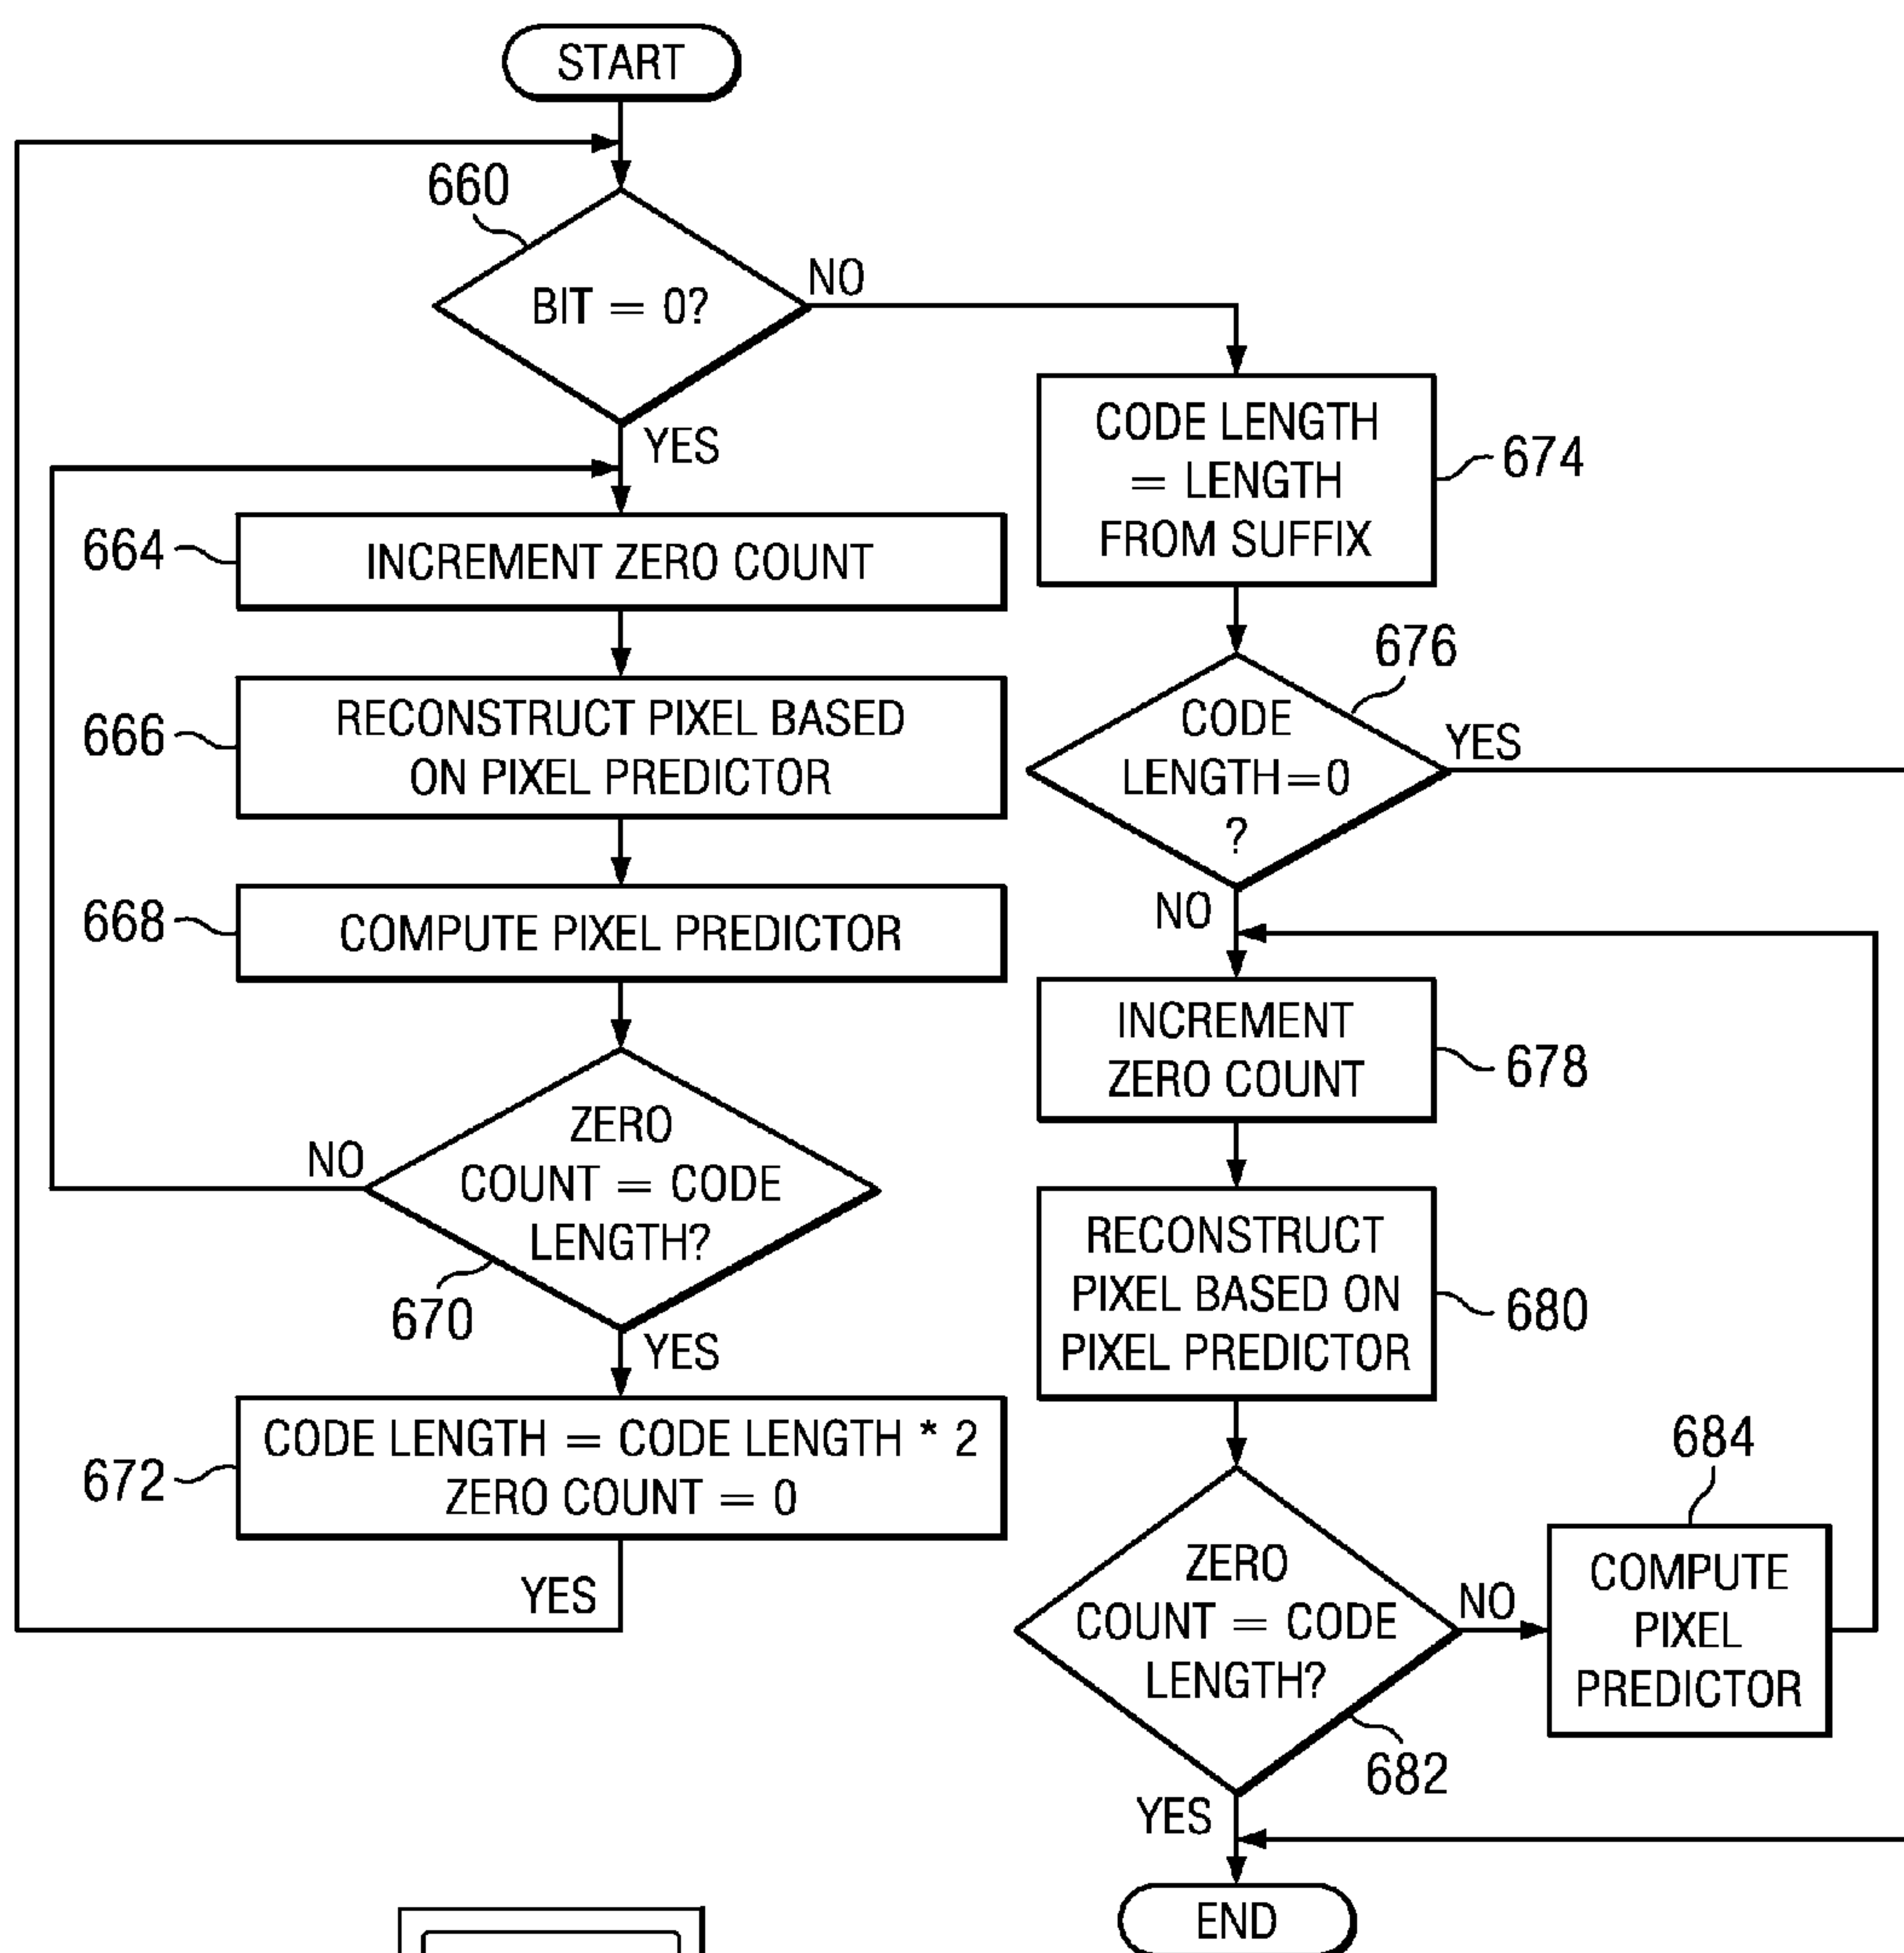 START
660
BIT = 0?
NO
YES
664
INCREMENT ZERO COUNT
666
RECONSTRUCT PIXEL BASED
ON PIXEL PREDICTOR
668
COMPUTE PIXEL PREDICTOR
ZERO
COUNT = CODE
LENGTH?
NO
670
YES
672
CODE LENGTH = CODE LENGTH * 2
ZERO COUNT = 0
YES
CODE LENGTH
= LENGTH
FROM SUFFIX
674
676
CODE
LENGTH=0
?
YES
NO
INCREMENT
ZERO COUNT
678
RECONSTRUCT
PIXEL BASED ON
PIXEL PREDICTOR
680
ZERO
COUNT = CODE
LENGTH?
NO
682
684
COMPUTE
PIXEL
PREDICTOR
YES
END